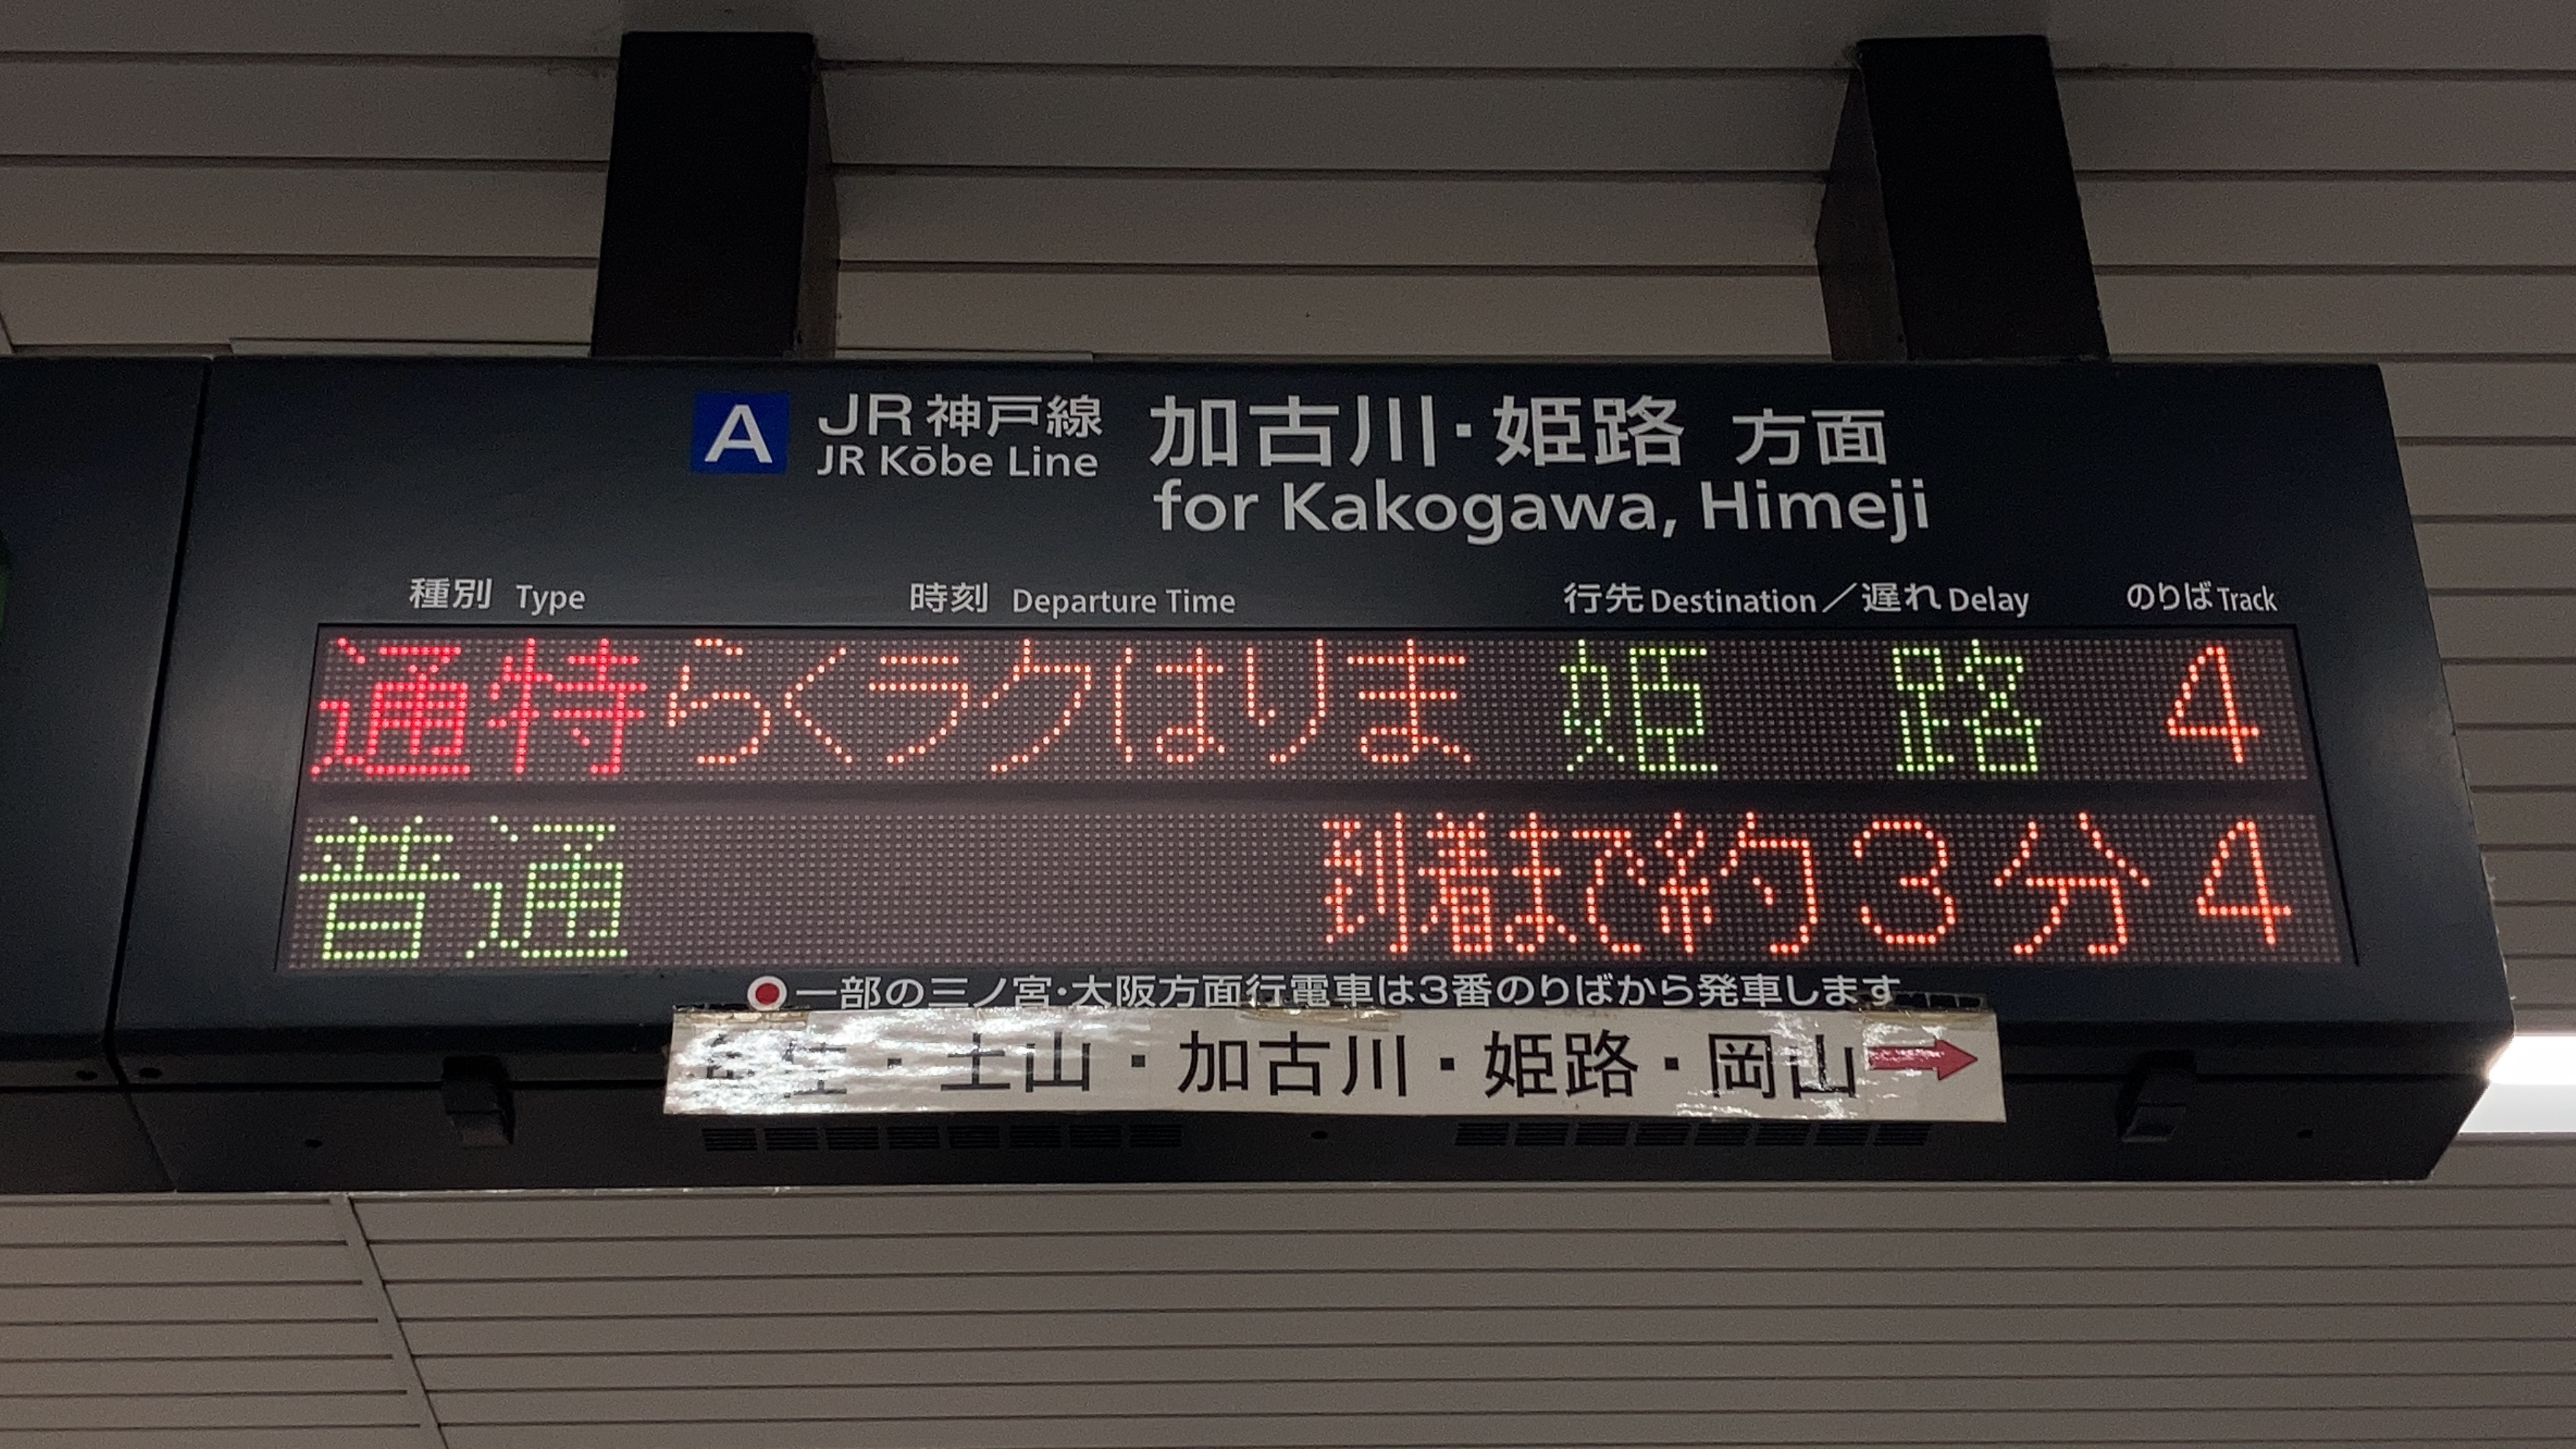 A JR神戸線 加古川・姫路 方面
JR Kōbe Line for Kakogawa, Himeji
種別 Type 時刻 Departure Time 行先 Destination／遅れ Delay のりば Track
通特 らくラクはりま 姫 路 4
普通 到着まで約3分 4
一部の三ノ宮・大阪方面行電車は3番のりばから発車します
・土山・加古川・姫路・岡山